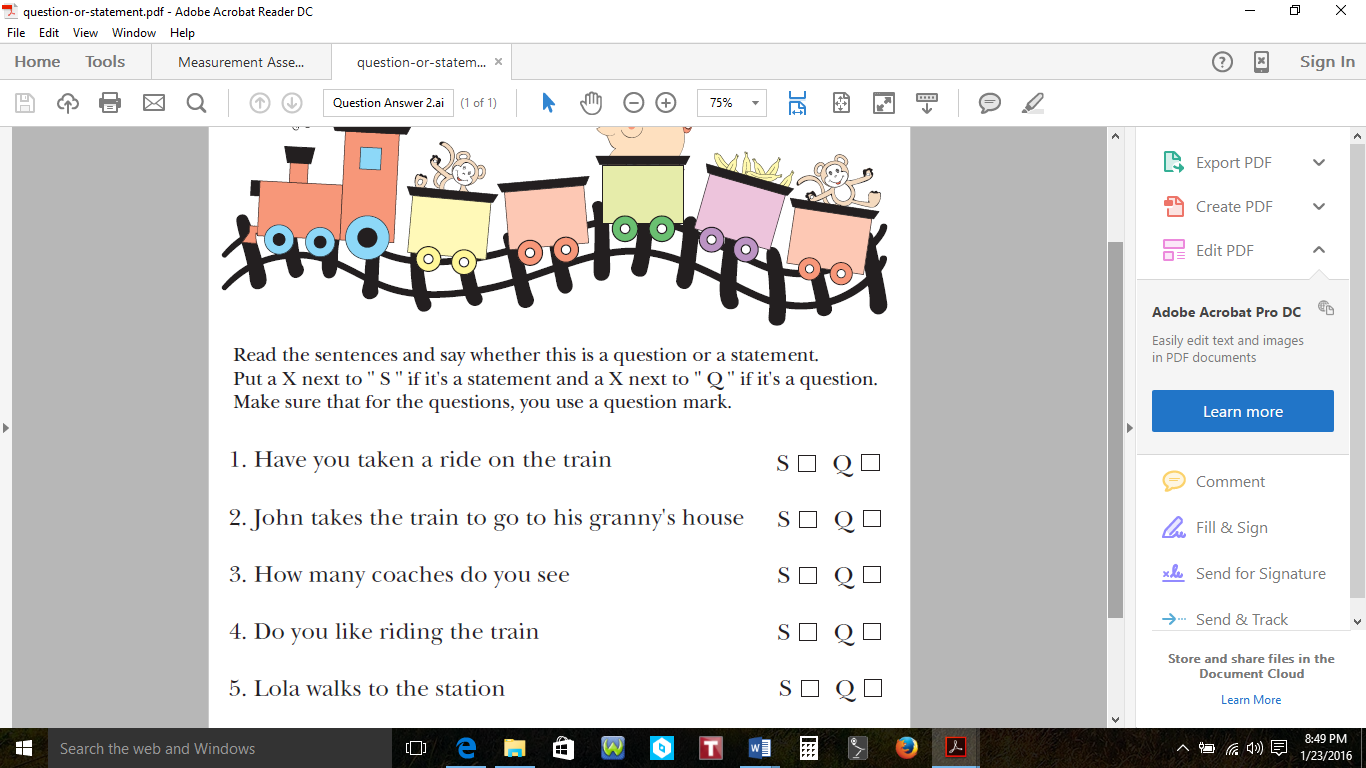 question-or-statement.pdf - Adobe Acrobat Reader DC
File Edit View Window Help
Home Tools Measurement Asse... question-or-statem... × Sign In
Question Answer 2.ai (1 of 1) 75%
Read the sentences and say whether this is a question or a statement.
Put a X next to " S " if it's a statement and a X next to " Q " if it's a question.
Make sure that for the questions, you use a question mark.
1. Have you taken a ride on the train S Q
2. John takes the train to go to his granny's house S Q
3. How many coaches do you see S Q
4. Do you like riding the train S Q
5. Lola walks to the station S Q
Export PDF
Create PDF
Edit PDF
Adobe Acrobat Pro DC
Easily edit text and images
in PDF documents
Learn more
Comment
Fill & Sign
Send for Signature
Send & Track
Store and share files in the
Document Cloud
Learn More
Search the web and Windows
8:49 PM
1/23/2016